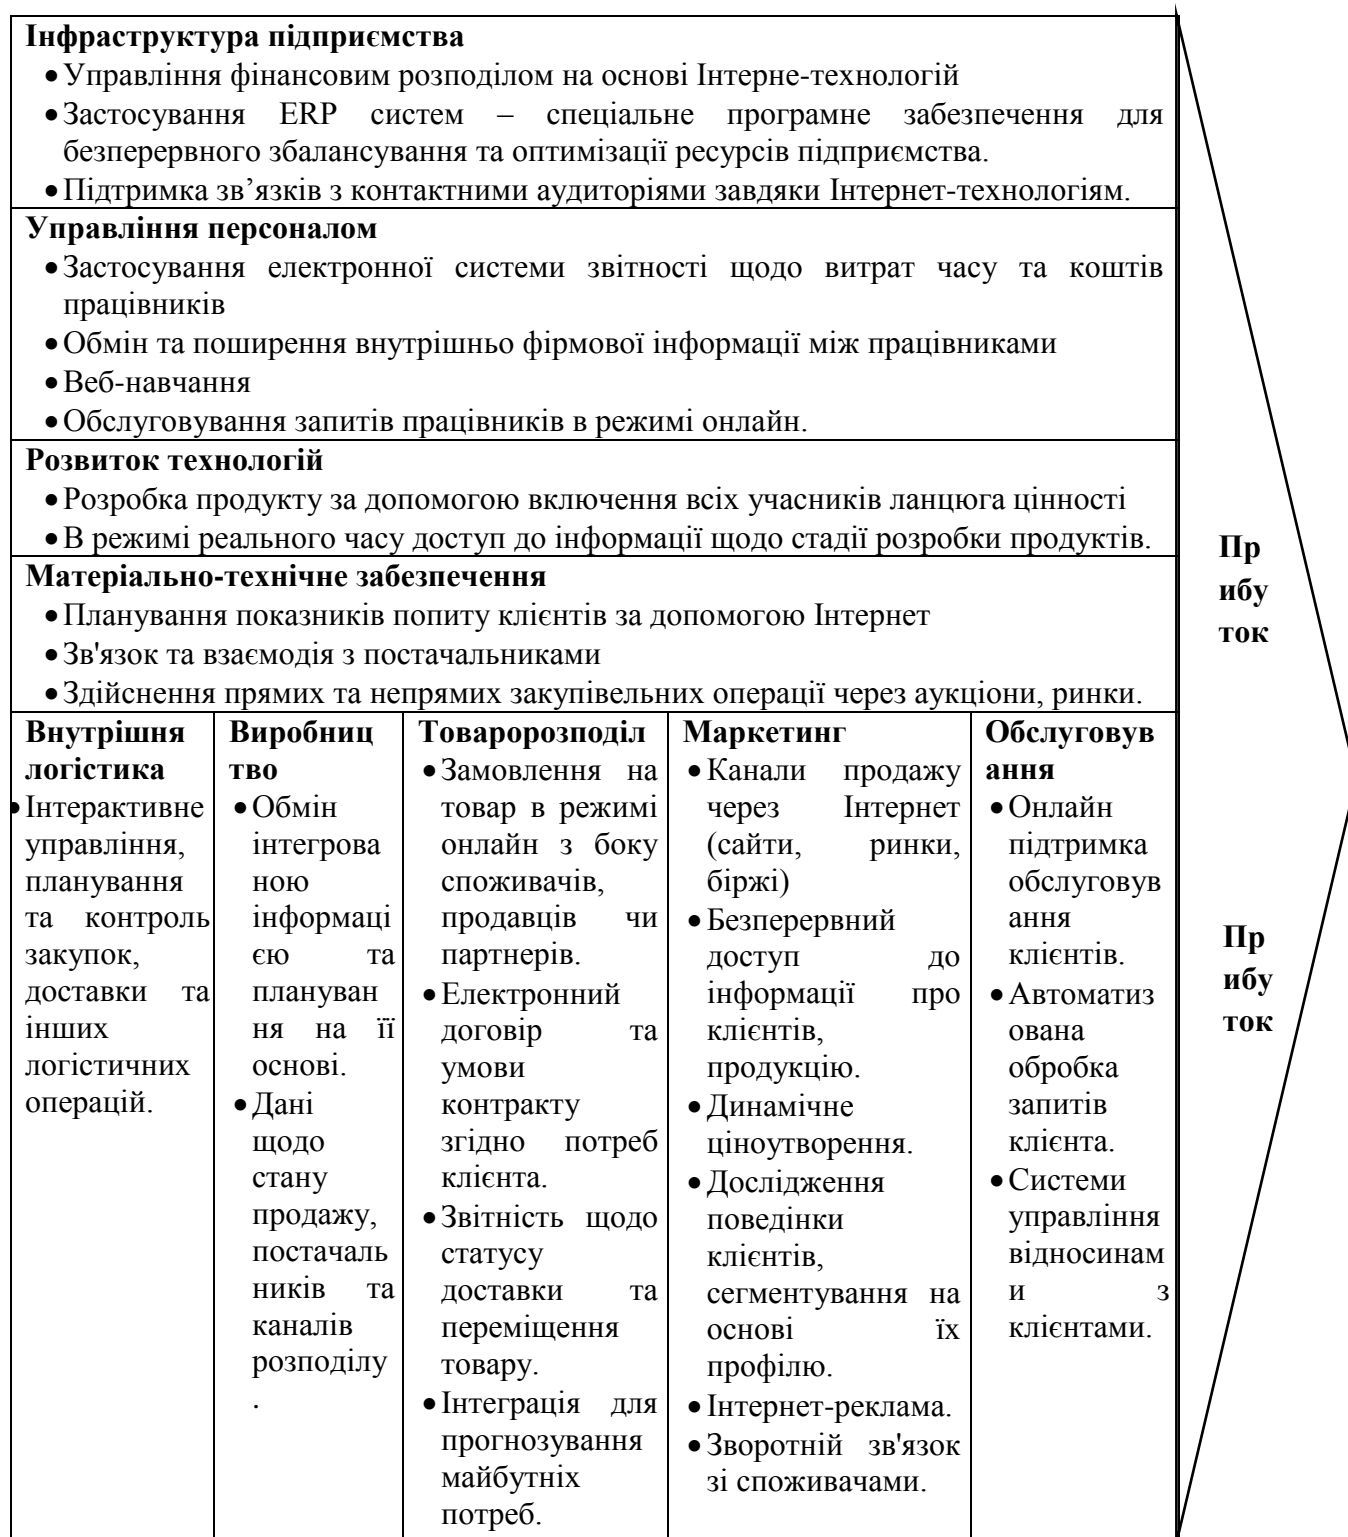 Інфраструктура підприємства
• Управління фінансовим розподілом на основі Інтерне-технологій
• Застосування ERP систем – спеціальне програмне забезпечення для
безперервного збалансування та оптимізації ресурсів підприємства.
• Підтримка зв’язків з контактними аудиторіями завдяки Інтернет-технологіям.
Управління персоналом
• Застосування електронної системи звітності щодо витрат часу та коштів
працівників
• Обмін та поширення внутрішньо фірмової інформації між працівниками
• Веб-навчання
• Обслуговування запитів працівників в режимі онлайн.
Розвиток технологій
• Розробка продукту за допомогою включення всіх учасників ланцюга цінності
• В режимі реального часу доступ до інформації щодо стадії розробки продуктів.
Матеріально-технічне забезпечення
• Планування показників попиту клієнтів за допомогою Інтернет
• Зв'язок та взаємодія з постачальниками
• Здійснення прямих та непрямих закупівельних операції через аукціони, ринки.
Внутрішня
логістика
• Інтерактивне
управління,
планування
та контроль
закупок,
доставки та
інших
логістичних
операцій.
Виробниц
тво
• Обмін
інтегрова
ною
інформаці
єю та
плануван
ня на її
основі.
• Дані
щодо
стану
продажу,
постачаль
ників та
каналів
розподілу
.
Товаророзподіл
• Замовлення на
товар в режимі
онлайн з боку
споживачів,
продавців чи
партнерів.
• Електронний
договір та
умови
контракту
згідно потреб
клієнта.
• Звітність щодо
статусу
доставки та
переміщення
товару.
• Інтеграція для
прогнозування
майбутніх
потреб.
Маркетинг
• Канали продажу
через Інтернет
(сайти, ринки,
біржі)
• Безперервний
доступ до
інформації про
клієнтів,
продукцію.
• Динамічне
ціноутворення.
• Дослідження
поведінки
клієнтів,
сегментування на
основі їх
профілю.
• Інтернет-реклама.
• Зворотній зв'язок
зі споживачами.
Обслуговув
ання
• Онлайн
підтримка
обслуговув
ання
клієнтів.
• Автоматиз
ована
обробка
запитів
клієнта.
• Системи
управління
відносинам
и з
клієнтами.
Пр
ибу
ток
Пр
ибу
ток